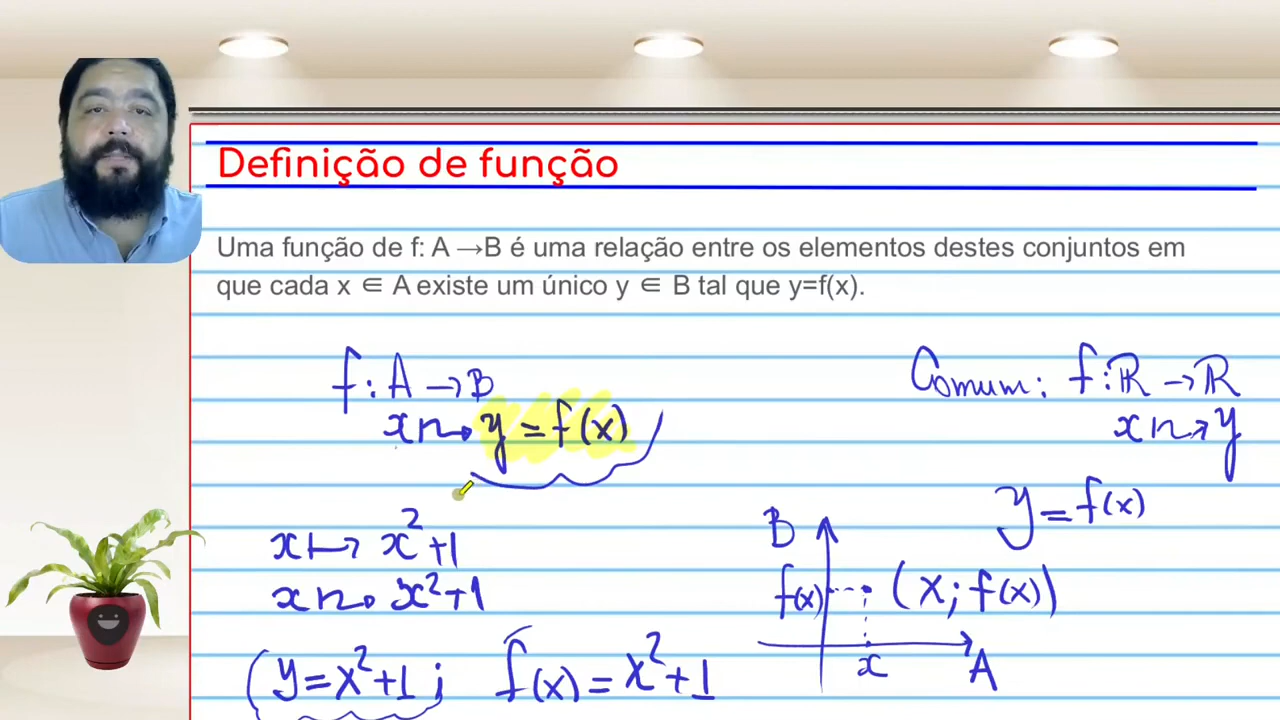 Definição de função
Uma função de f: A →B é uma relação entre os elementos destes conjuntos em
que cada x ∈ A existe um único y ∈ B tal que y=f(x).
f: A → B
x ⇝ y = f(x)
Comum: f: ℝ → ℝ
x ⇝ y
y = f(x)
x ↦ x²+1
x ⇝ x²+1
y = x²+1 ;
f(x) = x²+1
B
f(x)
(x; f(x))
x
A